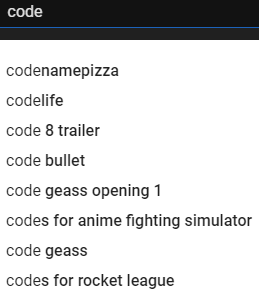 code
codenamepizza
codelife
code 8 trailer
code bullet
code geass opening 1
codes for anime fighting simulator
code geass
codes for rocket league